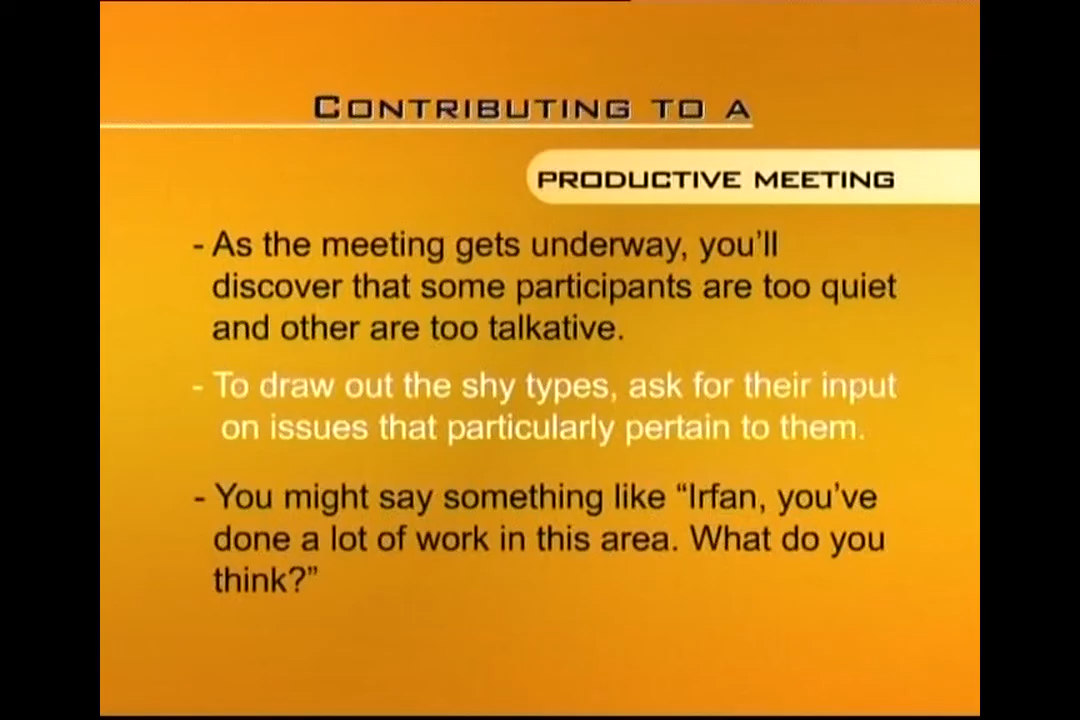 CONTRIBUTING TO A
PRODUCTIVE MEETING
- As the meeting gets underway, you’ll
discover that some participants are too quiet
and other are too talkative.
- To draw out the shy types, ask for their input
on issues that particularly pertain to them.
- You might say something like “Irfan, you’ve
done a lot of work in this area. What do you
think?”